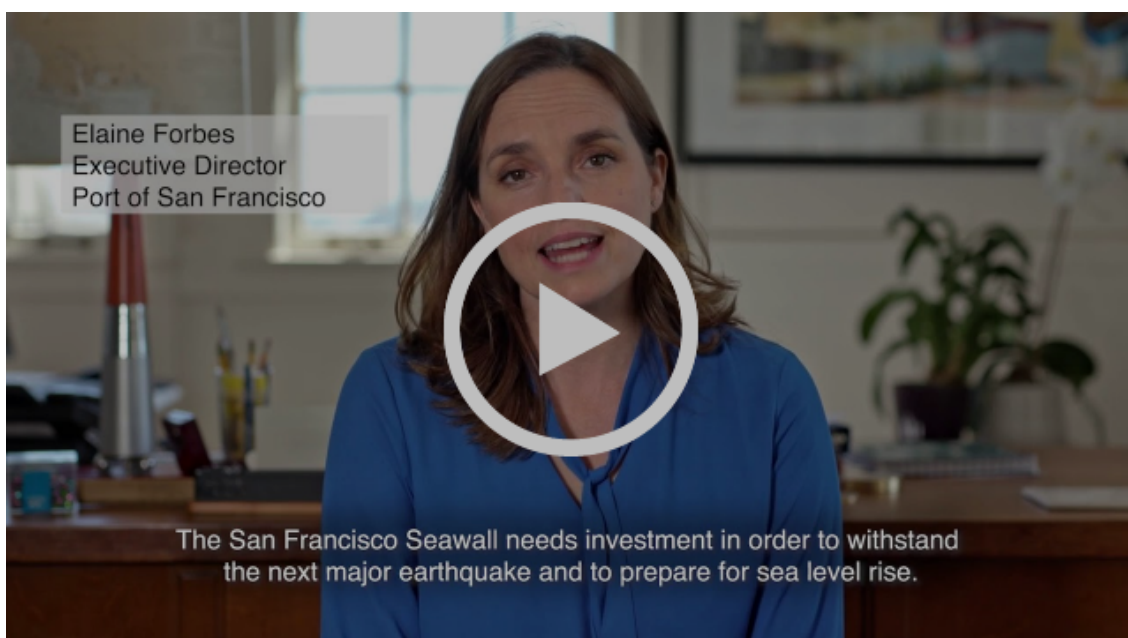 Elaine Forbes
Executive Director
Port of San Francisco
The San Francisco Seawall needs investment in order to withstand
the next major earthquake and to prepare for sea level rise.